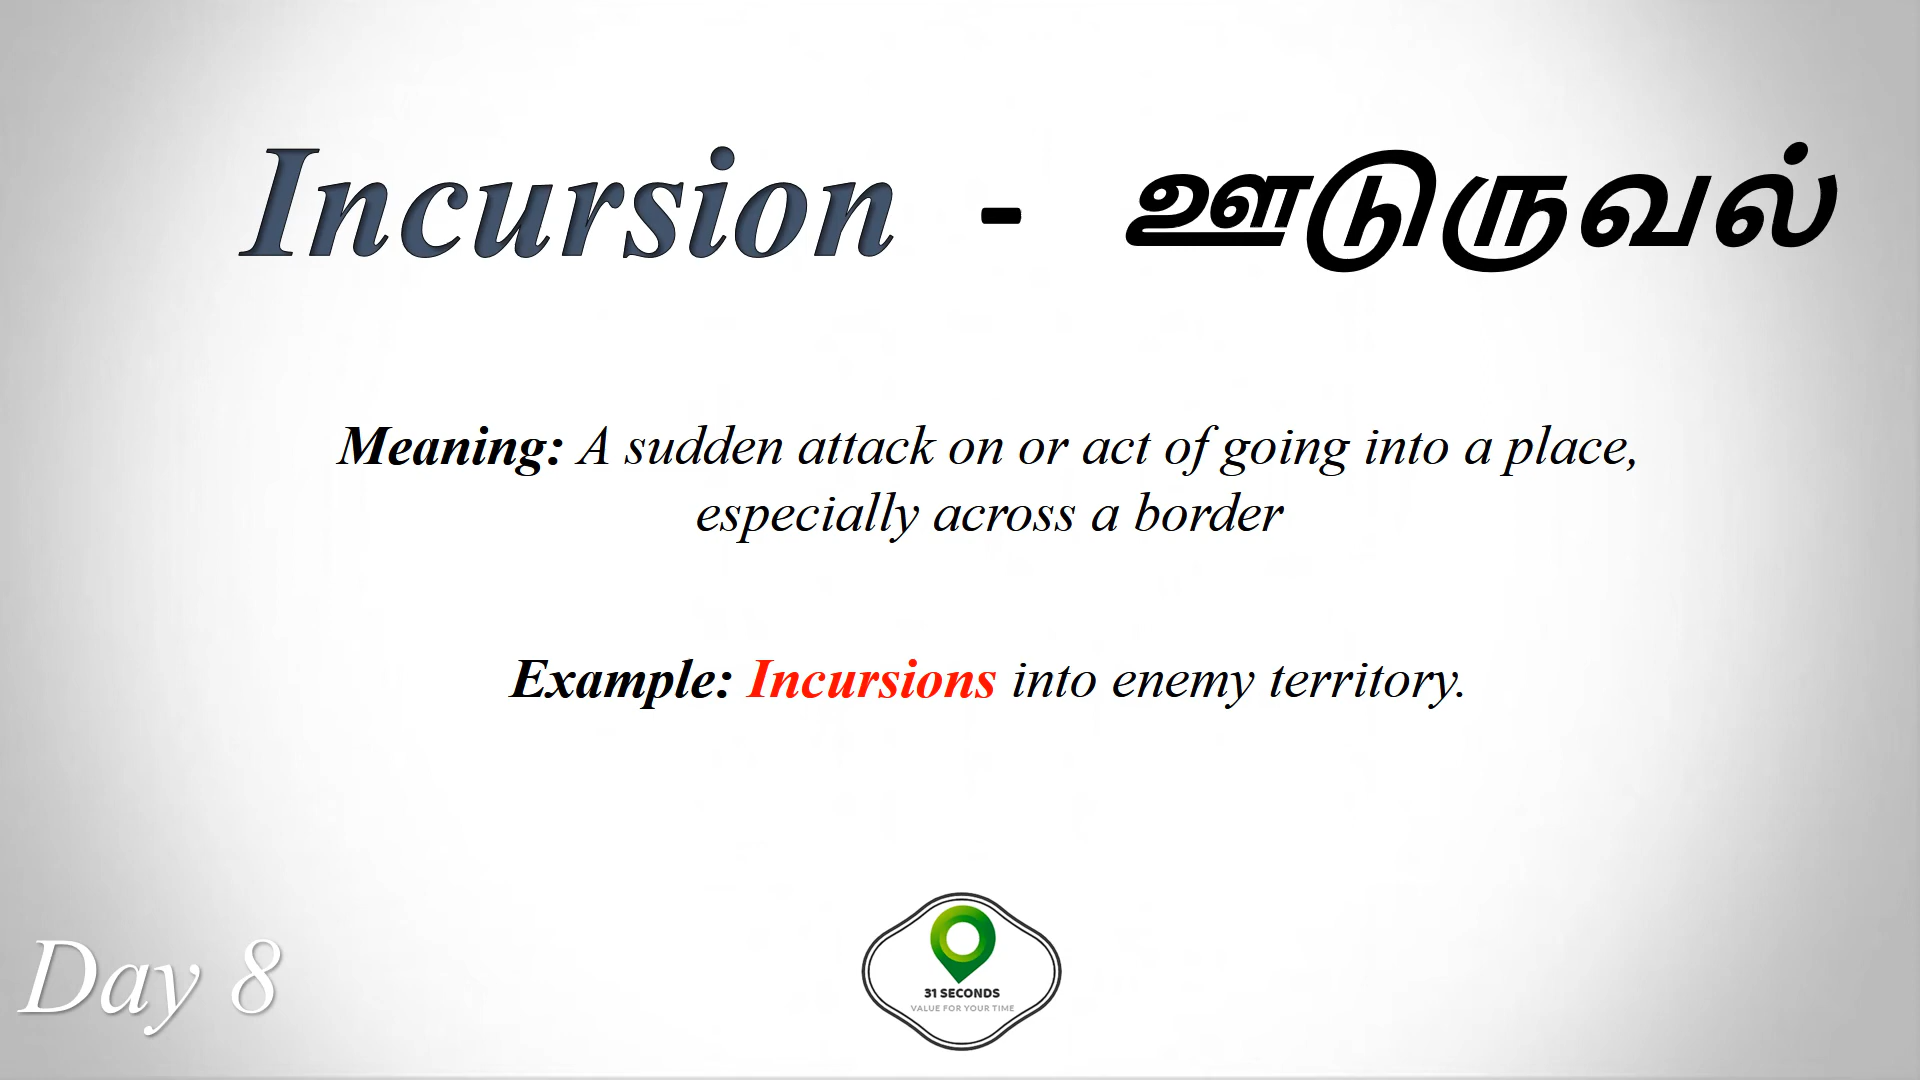 Incursion - ஊடுருவல்
Meaning: A sudden attack on or act of going into a place,
especially across a border
Example: Incursions into enemy territory.
Day 8
31 SECONDS
VALUE FOR YOUR TIME